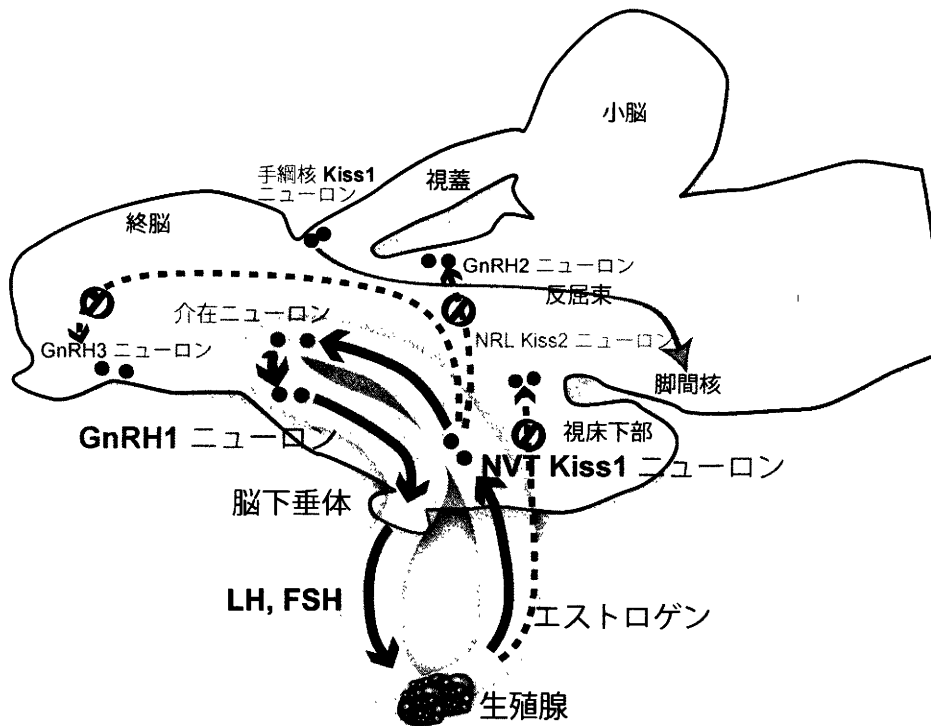 小脳
手綱核 Kiss1
ニューロン
視蓋
終脳
GnRH2 ニューロン
反屈束
介在ニューロン
NRL Kiss2 ニューロン
GnRH3 ニューロン
脚間核
GnRH1 ニューロン
視床下部
NVT Kiss1 ニューロン
脳下垂体
LH, FSH
エストロゲン
生殖腺